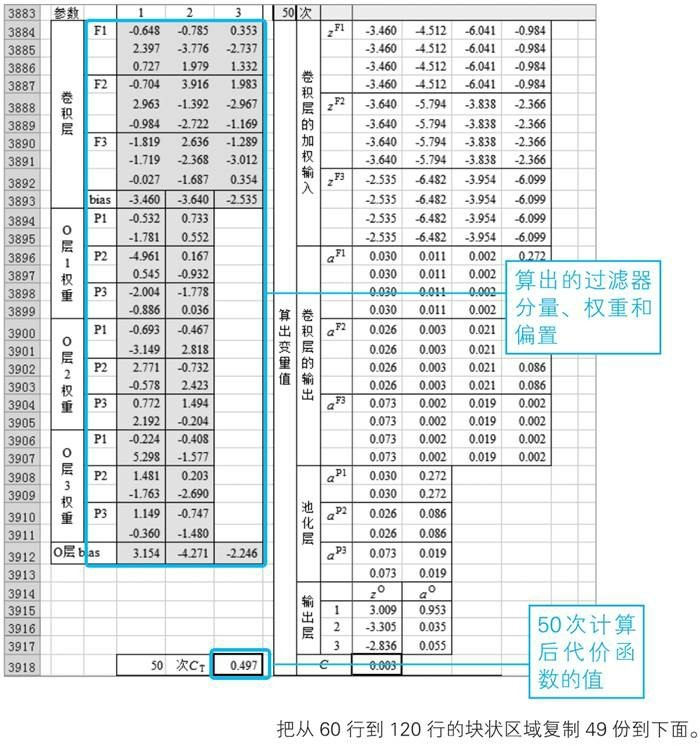 3883 参数 1 2 3 50 次
3884 F1 -0.648 -0.785 0.353 zF1 -3.460 -4.512 -6.041 -0.984
3885 2.397 -3.776 -2.737 -3.460 -4.512 -6.041 -0.984
3886 0.727 1.979 1.332 -3.460 -4.512 -6.041 -0.984
3887 F2 -0.704 3.916 1.983 -3.460 -4.512 -6.041 -0.984
3888 卷积层 2.963 -1.392 -2.967 卷积层的加权输入 zF2 -3.640 -5.794 -3.838 -2.366
3889 -0.984 -2.722 -1.169 -3.640 -5.794 -3.838 -2.366
3890 F3 -1.819 2.636 -1.289 -3.640 -5.794 -3.838 -2.366
3891 -1.719 -2.368 -3.012 -3.640 -5.794 -3.838 -2.366
3892 -0.027 -1.687 0.354 zF3 -2.535 -6.482 -3.954 -6.099
3893 bias -3.460 -3.640 -2.535 -2.535 -6.482 -3.954 -6.099
3894 P1 -0.532 0.733 -2.535 -6.482 -3.954 -6.099
3895 O层1权重 -1.781 0.552 -2.535 -6.482 -3.954 -6.099
3896 P2 -4.961 0.167 aF1 0.030 0.011 0.002 0.272
3897 0.545 -0.932 0.030 0.011 0.002
3898 P3 -2.004 -1.778 0.030 0.011 0.002
3899 -0.886 0.036 算出变量值 卷积层的输出 0.030 0.011 0.002
3900 P1 -0.693 -0.467 aF2 0.026 0.003 0.021
3901 O层2权重 -3.149 2.818 0.026 0.003 0.021
3902 P2 2.771 -0.732 0.026 0.003 0.021 0.086
3903 -0.578 2.423 0.026 0.003 0.021 0.086
3904 P3 0.772 1.494 aF3 0.073 0.002 0.019 0.002
3905 2.192 -0.204 0.073 0.002 0.019 0.002
3906 P1 -0.224 -0.408 0.073 0.002 0.019 0.002
3907 O层3权重 5.298 -1.577 0.073 0.002 0.019 0.002
3908 P2 1.481 0.203 池化层 aP1 0.030 0.272
3909 -1.763 -2.690 0.030 0.272
3910 P3 1.149 -0.747 aP2 0.026 0.086
3911 -0.360 -1.480 0.026 0.086
3912 O层 bias 3.154 -4.271 -2.246 aP3 0.073 0.019
3913 0.073 0.019
3914 输出层 zO aO
3915 1 3.009 0.953
3916 2 -3.305 0.035
3917 3 -2.836 0.055
3918 50 次CT 0.497 C 0.003
算出的过滤器
分量、权重和
偏置
50次计算
后代价函
数的值
把从 60 行到 120 行的块状区域复制 49 份到下面。